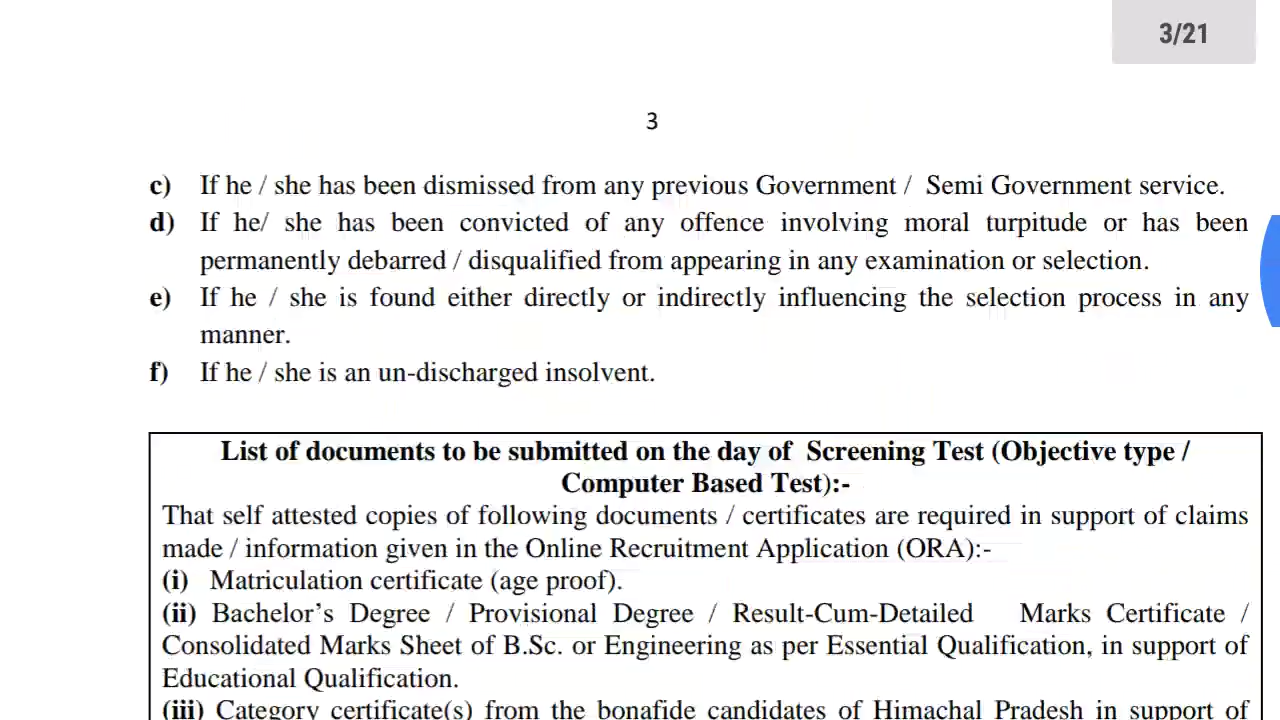 3/21
3
c) If he / she has been dismissed from any previous Government / Semi Government service.
d) If he/ she has been convicted of any offence involving moral turpitude or has been
permanently debarred / disqualified from appearing in any examination or selection.
e) If he / she is found either directly or indirectly influencing the selection process in any
manner.
f) If he / she is an un-discharged insolvent.
List of documents to be submitted on the day of Screening Test (Objective type /
Computer Based Test):-
That self attested copies of following documents / certificates are required in support of claims
made / information given in the Online Recruitment Application (ORA):-
(i) Matriculation certificate (age proof).
(ii) Bachelor’s Degree / Provisional Degree / Result-Cum-Detailed Marks Certificate /
Consolidated Marks Sheet of B.Sc. or Engineering as per Essential Qualification, in support of
Educational Qualification.
(iii) Category certificate(s) from the bonafide candidates of Himachal Pradesh in support of